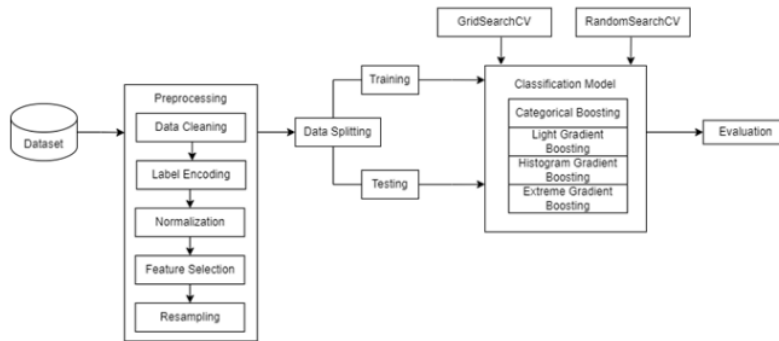 GridSearchCV
RandomSearchCV
Dataset
Preprocessing
Data Cleaning
Label Encoding
Normalization
Feature Selection
Resampling
Data Splitting
Training
Testing
Classification Model
Categorical Boosting
Light Gradient
Boosting
Histogram Gradient
Boosting
Extreme Gradient
Boosting
Evaluation